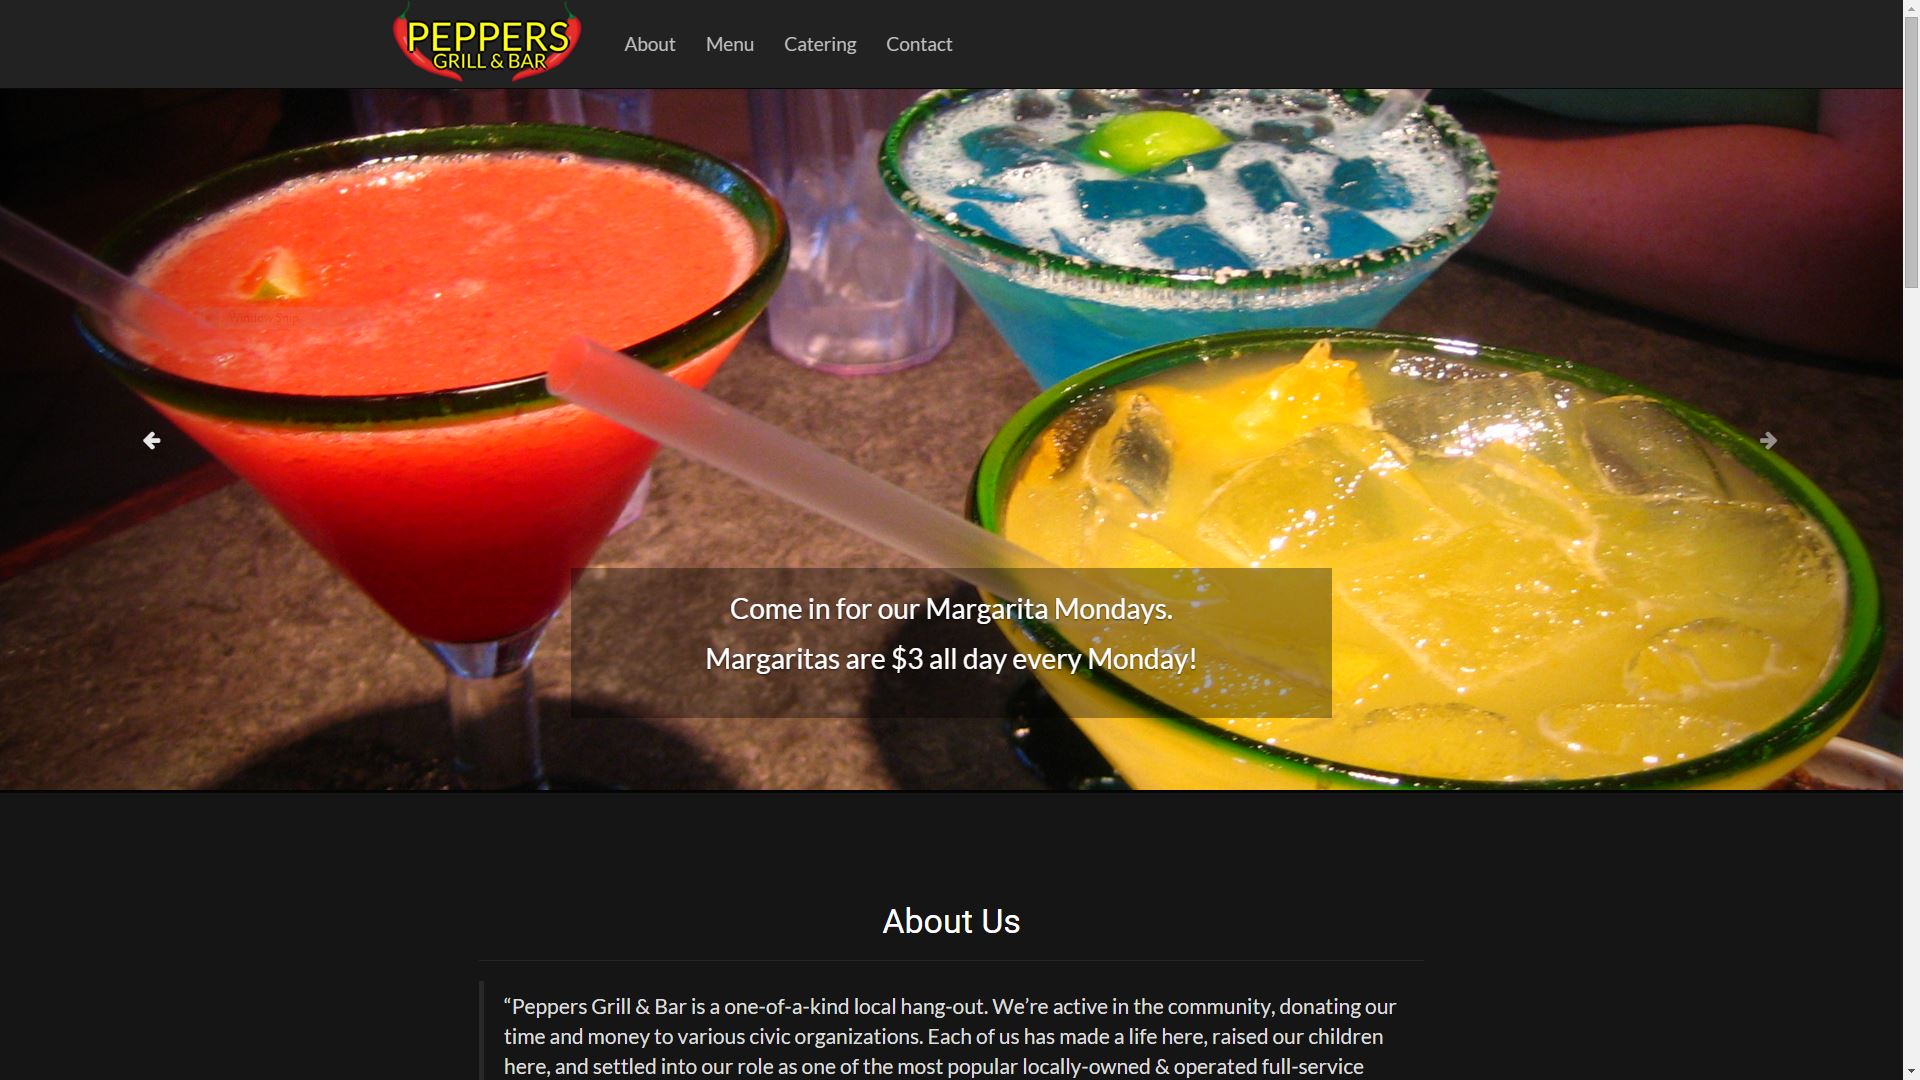 PEPPERS
GRILL & BAR
About Menu Catering Contact
Window Snip
Come in for our Margarita Mondays.
Margaritas are $3 all day every Monday!
About Us
“Peppers Grill & Bar is a one-of-a-kind local hang-out. We’re active in the community, donating our
time and money to various civic organizations. Each of us has made a life here, raised our children
here, and settled into our role as one of the most popular locally-owned & operated full-service